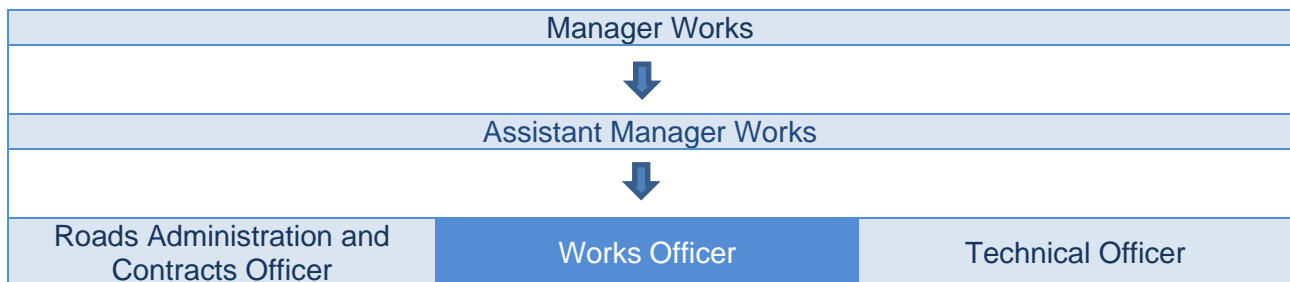 Manager Works
Assistant Manager Works
Roads Administration and
Contracts Officer
Works Officer
Technical Officer